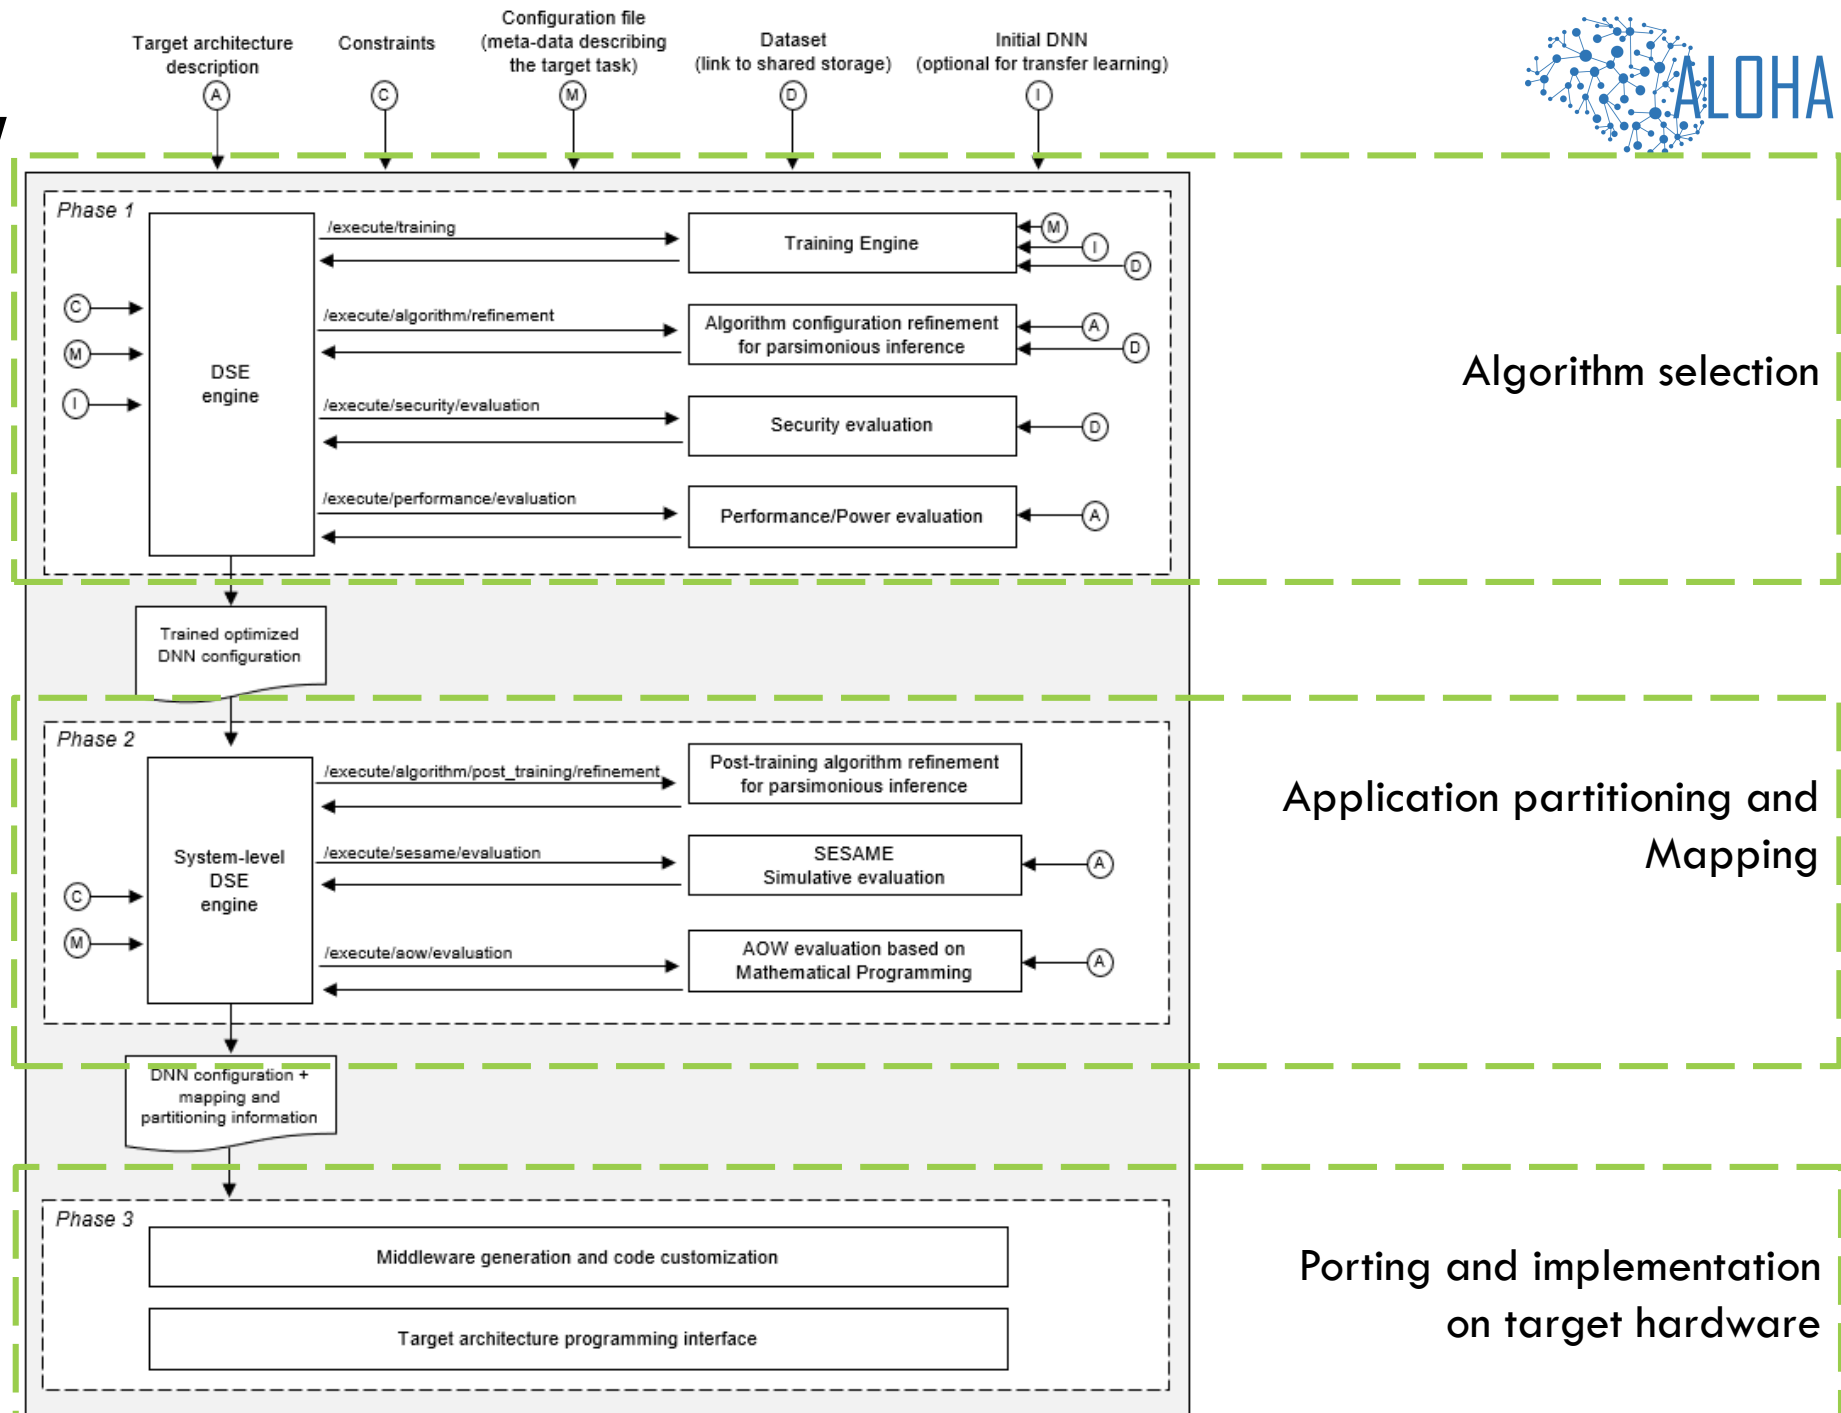 Target architecture
description
A
Constraints
C
Configuration file
(meta-data describing
the target task)
M
Dataset
(link to shared storage)
D
Initial DNN
(optional for transfer learning)
I
ALOHA
Phase 1
DSE
engine
C
M
I
/execute/training
Training Engine
M
I
D
/execute/algorithm/refinement
Algorithm configuration refinement
for parsimonious inference
A
D
/execute/security/evaluation
Security evaluation
D
/execute/performance/evaluation
Performance/Power evaluation
A
Algorithm selection
Trained optimized
DNN configuration
Phase 2
System-level
DSE
engine
C
M
/execute/algorithm/post_training/refinement
Post-training algorithm refinement
for parsimonious inference
/execute/sesame/evaluation
SESAME
Simulative evaluation
A
/execute/aow/evaluation
AOW evaluation based on
Mathematical Programming
A
Application partitioning and
Mapping
DNN configuration +
mapping and
partitioning information
Phase 3
Middleware generation and code customization
Target architecture programming interface
Porting and implementation
on target hardware